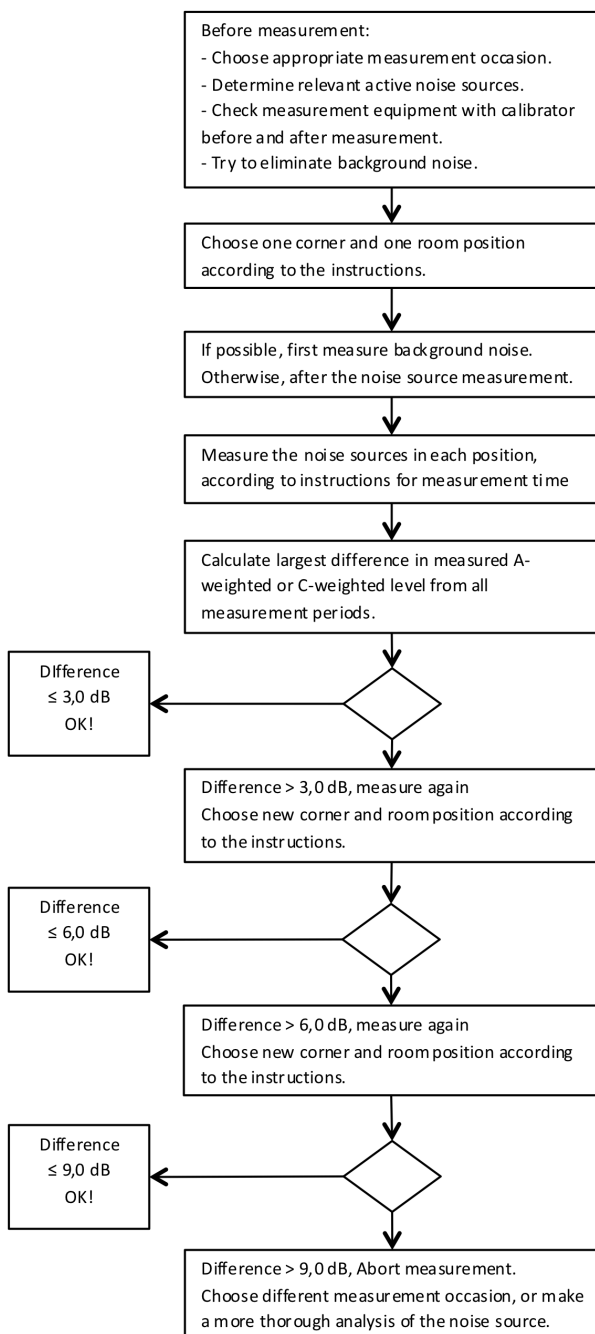 Before measurement:
- Choose appropriate measurement occasion.
- Determine relevant active noise sources.
- Check measurement equipment with calibrator
before and after measurement.
- Try to eliminate background noise.
Choose one corner and one room position
according to the instructions.
If possible, first measure background noise.
Otherwise, after the noise source measurement.
Measure the noise sources in each position,
according to instructions for measurement time
Calculate largest difference in measured A-
weighted or C-weighted level from all
measurement periods.
DIfference
≤ 3,0 dB
OK!
Difference > 3,0 dB, measure again
Choose new corner and room position according
to the instructions.
Difference
≤ 6,0 dB
OK!
Difference > 6,0 dB, measure again
Choose new corner and room position according
to the instructions.
Difference
≤ 9,0 dB
OK!
Difference > 9,0 dB, Abort measurement.
Choose different measurement occasion, or make
a more thorough analysis of the noise source.